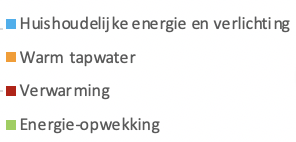 Huishoudelijke energie en verlichting
Warm tapwater
Verwarming
Energie-opwekking